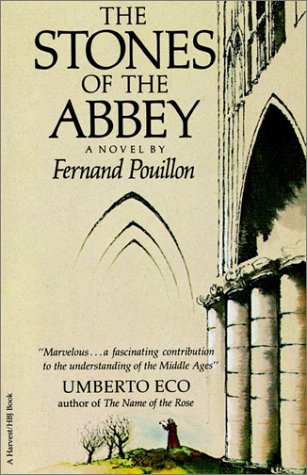 THE
STONES
OF THE
ABBEY
A NOVEL BY
Fernand Pouillon
"Marvelous...a fascinating contribution
to the understanding of the Middle Ages"
UMBERTO ECO
author of The Name of the Rose
A Harvest/HBJ Book